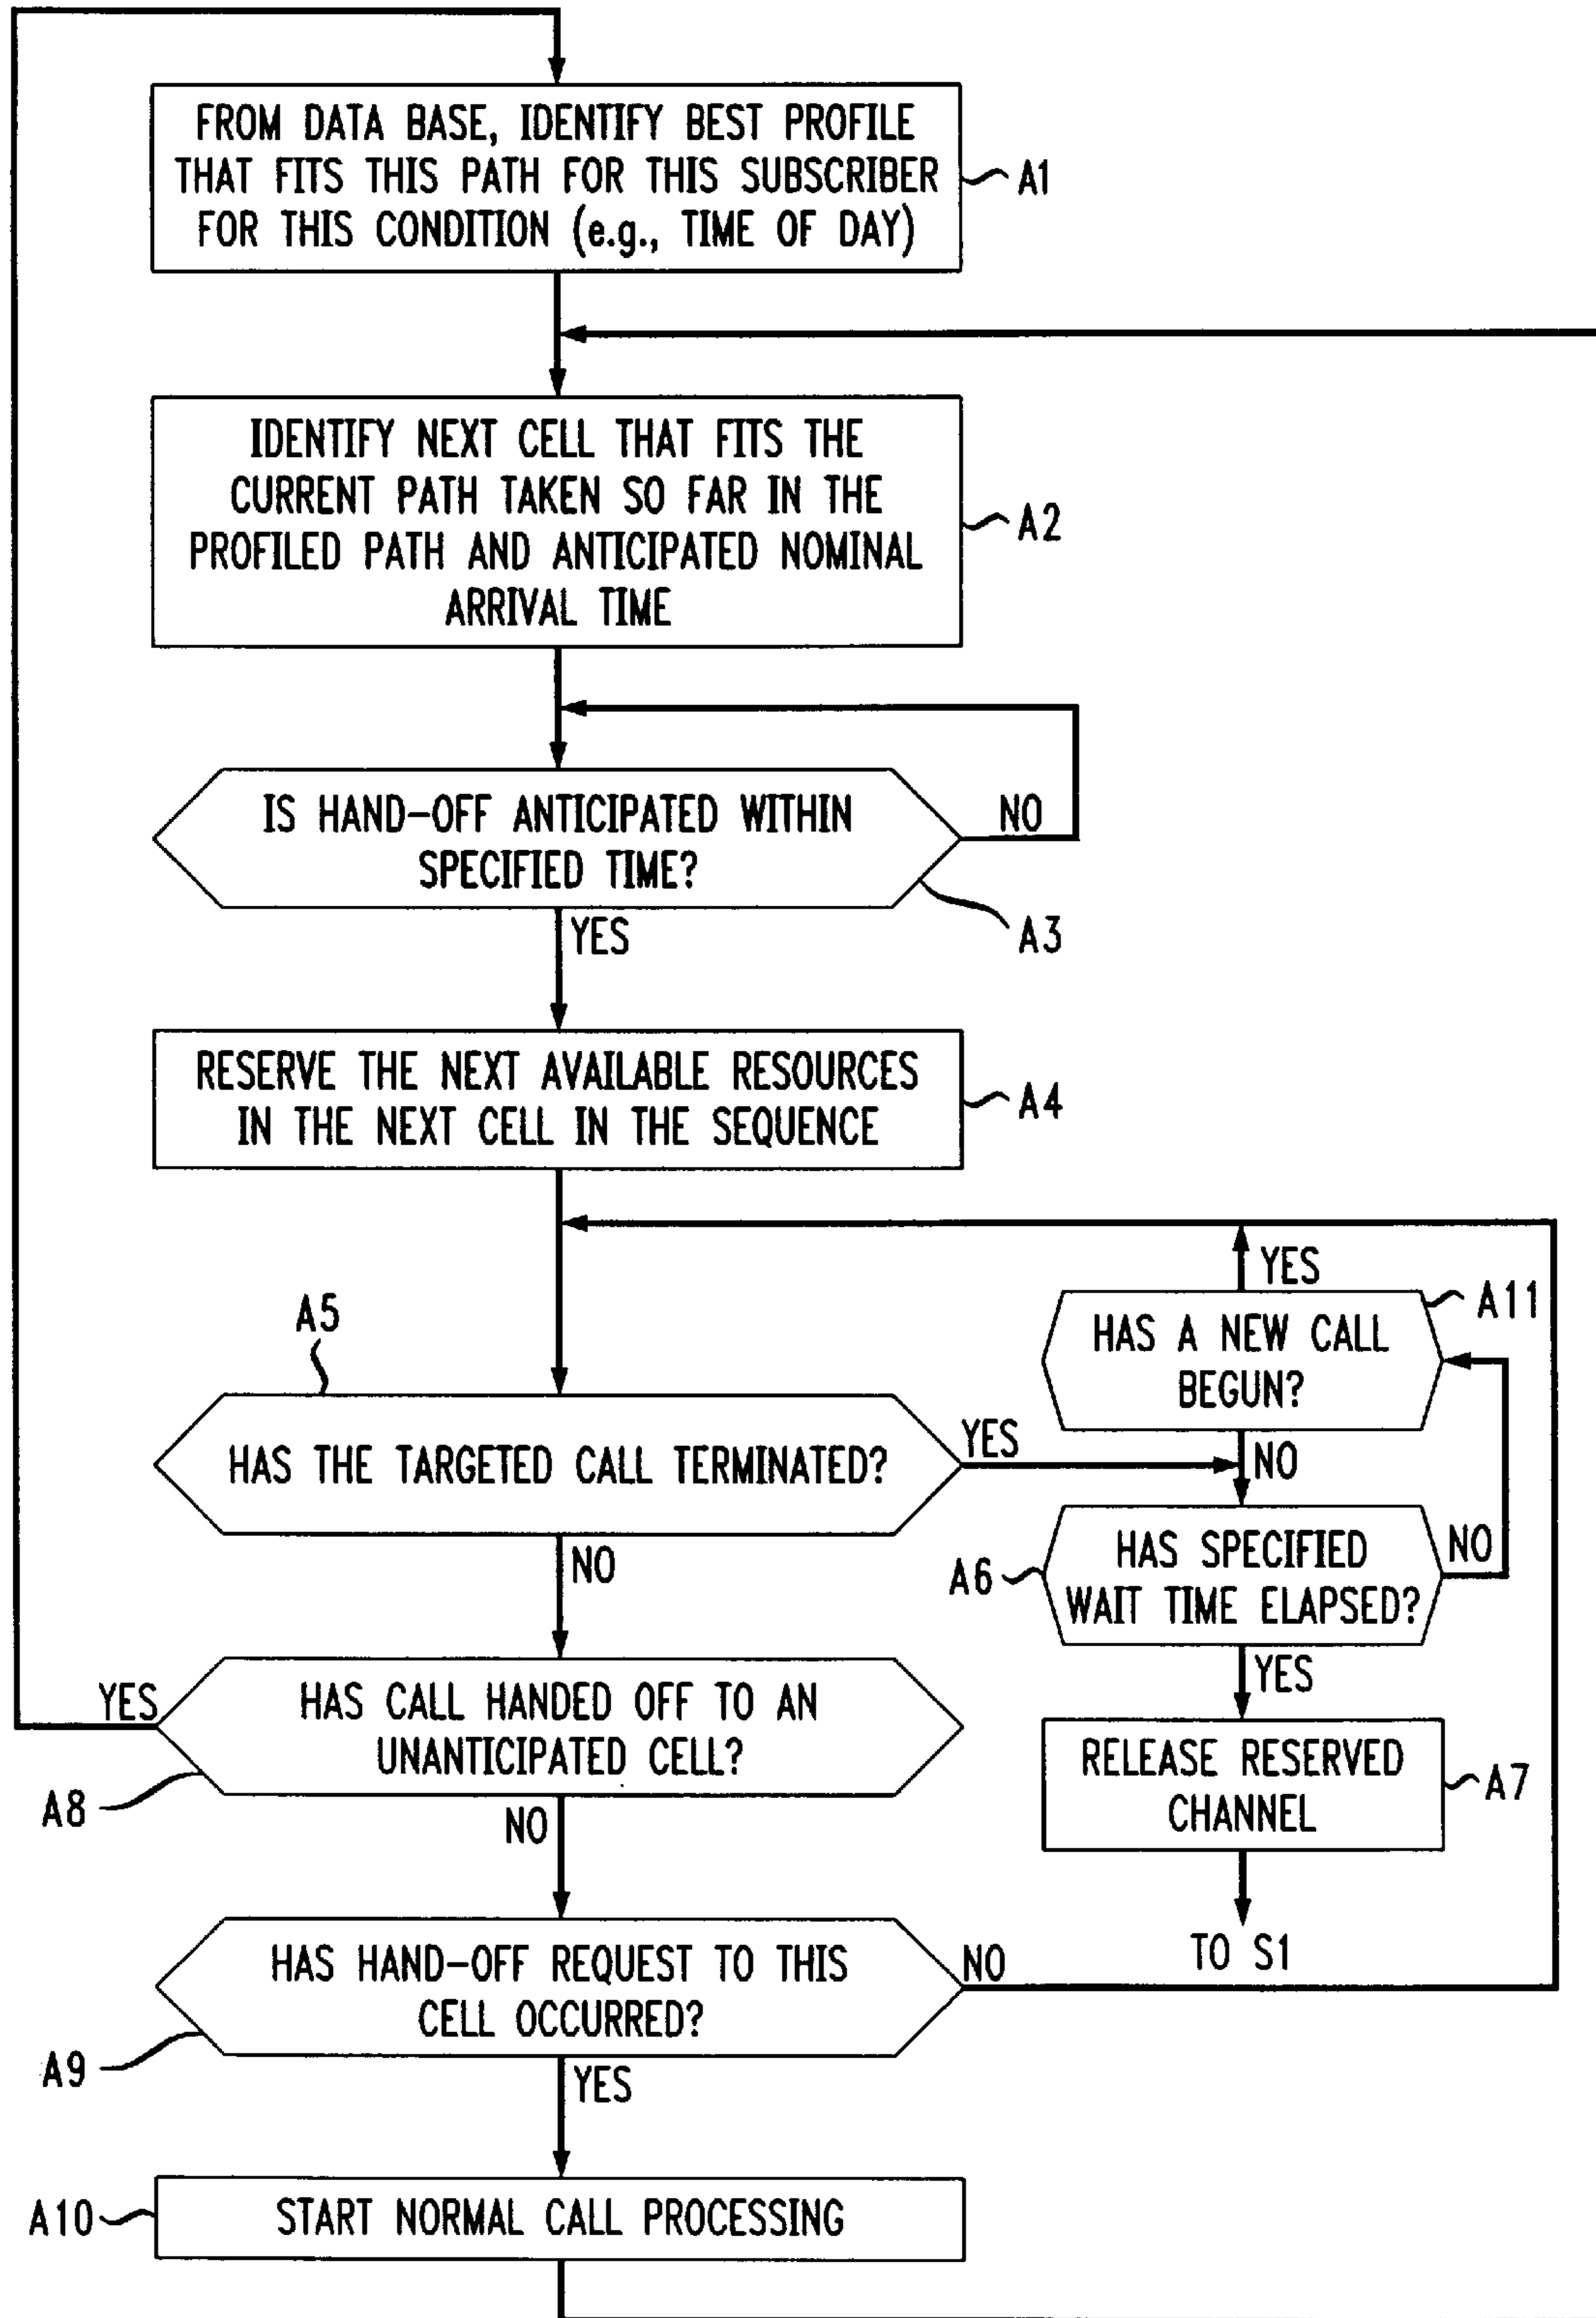 FROM DATA BASE, IDENTIFY BEST PROFILE
THAT FITS THIS PATH FOR THIS SUBSCRIBER
FOR THIS CONDITION (e.g., TIME OF DAY)
A1
IDENTIFY NEXT CELL THAT FITS THE
CURRENT PATH TAKEN SO FAR IN THE
PROFILED PATH AND ANTICIPATED NOMINAL
ARRIVAL TIME
A2
IS HAND-OFF ANTICIPATED WITHIN
SPECIFIED TIME?
NO
A3
YES
RESERVE THE NEXT AVAILABLE RESOURCES
IN THE NEXT CELL IN THE SEQUENCE
A4
YES
A11
HAS A NEW CALL
BEGUN?
A5
HAS THE TARGETED CALL TERMINATED?
YES
NO
NO
HAS SPECIFIED
WAIT TIME ELAPSED?
A6
NO
YES
HAS CALL HANDED OFF TO AN
UNANTICIPATED CELL?
YES
A8
NO
RELEASE RESERVED
CHANNEL
A7
TO S1
HAS HAND-OFF REQUEST TO THIS
CELL OCCURRED?
NO
A9
YES
START NORMAL CALL PROCESSING
A10